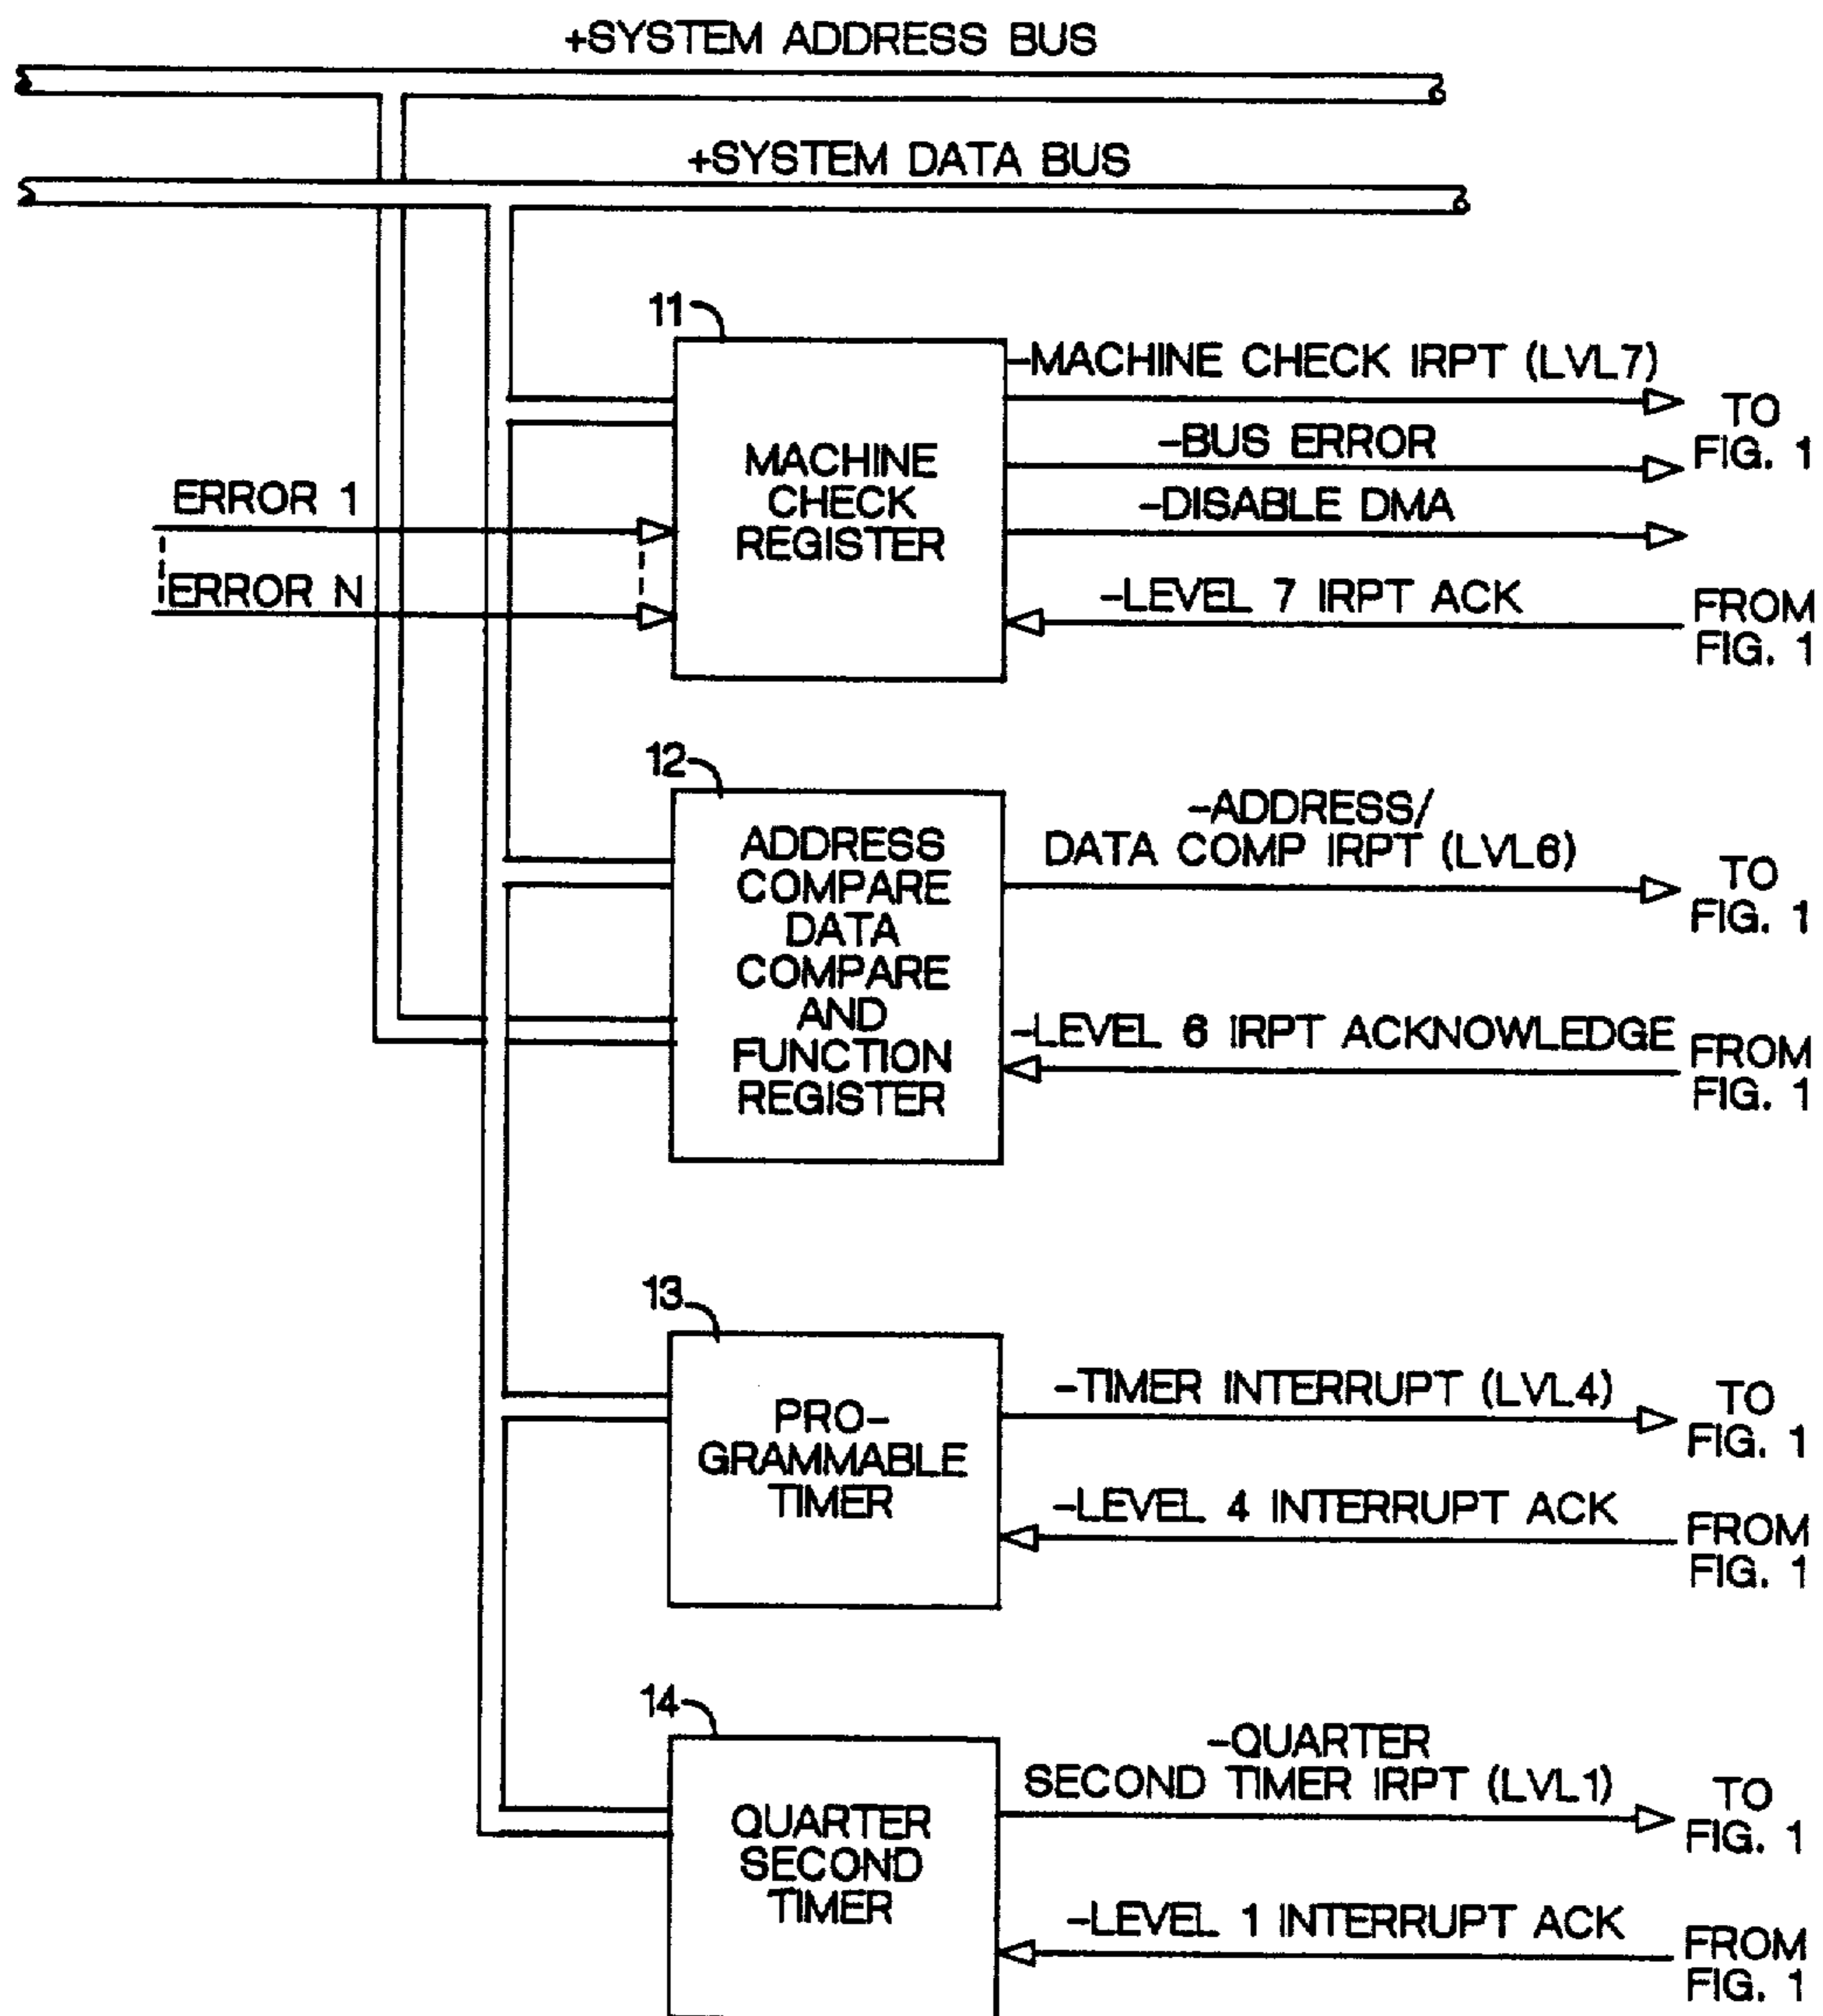 +SYSTEM ADDRESS BUS
+SYSTEM DATA BUS
11
MACHINE
CHECK
REGISTER
ERROR 1
ERROR N
-MACHINE CHECK IRPT (LVL7)
-BUS ERROR
TO
FIG. 1
-DISABLE DMA
-LEVEL 7 IRPT ACK
FROM
FIG. 1
12
ADDRESS
COMPARE
DATA
COMPARE
AND
FUNCTION
REGISTER
-ADDRESS/
DATA COMP IRPT (LVL6)
TO
FIG. 1
-LEVEL 6 IRPT ACKNOWLEDGE
FROM
FIG. 1
13
PRO-
GRAMMABLE
TIMER
-TIMER INTERRUPT (LVL4)
TO
FIG. 1
-LEVEL 4 INTERRUPT ACK
FROM
FIG. 1
14
QUARTER
SECOND
TIMER
-QUARTER
SECOND TIMER IRPT (LVL1)
TO
FIG. 1
-LEVEL 1 INTERRUPT ACK
FROM
FIG. 1